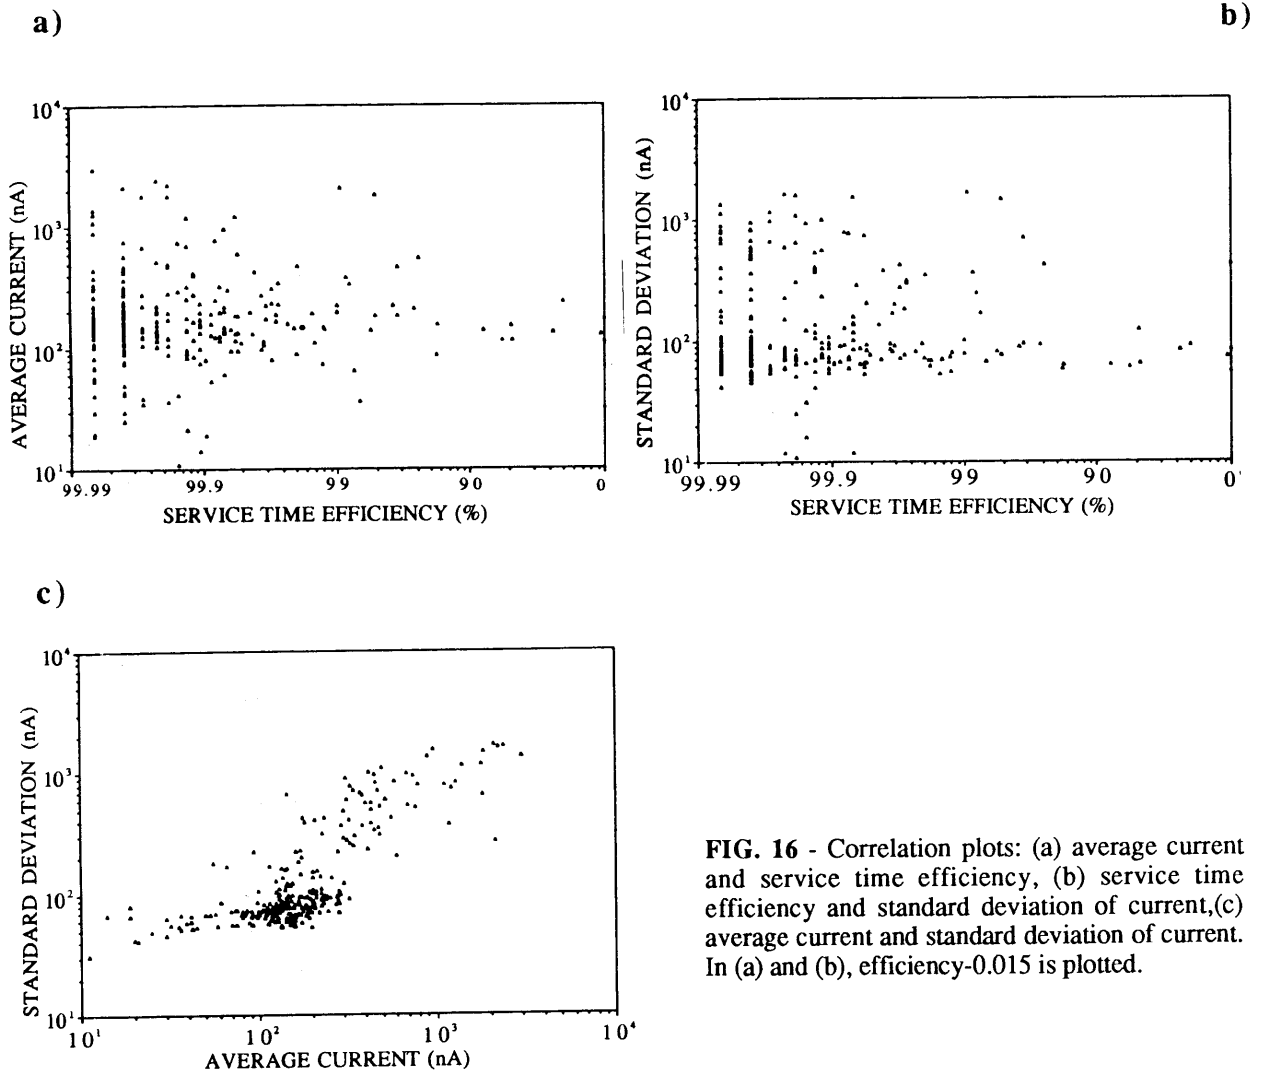 a)
b)
10⁴
10³
10²
10¹
AVERAGE CURRENT (nA)
99.99
99.9
99
90
0
SERVICE TIME EFFICIENCY (%)
10⁴
10³
10²
10¹
STANDARD DEVIATION (nA)
99.99
99.9
99
90
0
SERVICE TIME EFFICIENCY (%)
c)
10⁴
10³
10²
10¹
STANDARD DEVIATION (nA)
10¹
10²
10³
10⁴
AVERAGE CURRENT (nA)
FIG. 16 - Correlation plots: (a) average current
and service time efficiency, (b) service time
efficiency and standard deviation of current,(c)
average current and standard deviation of current.
In (a) and (b), efficiency-0.015 is plotted.